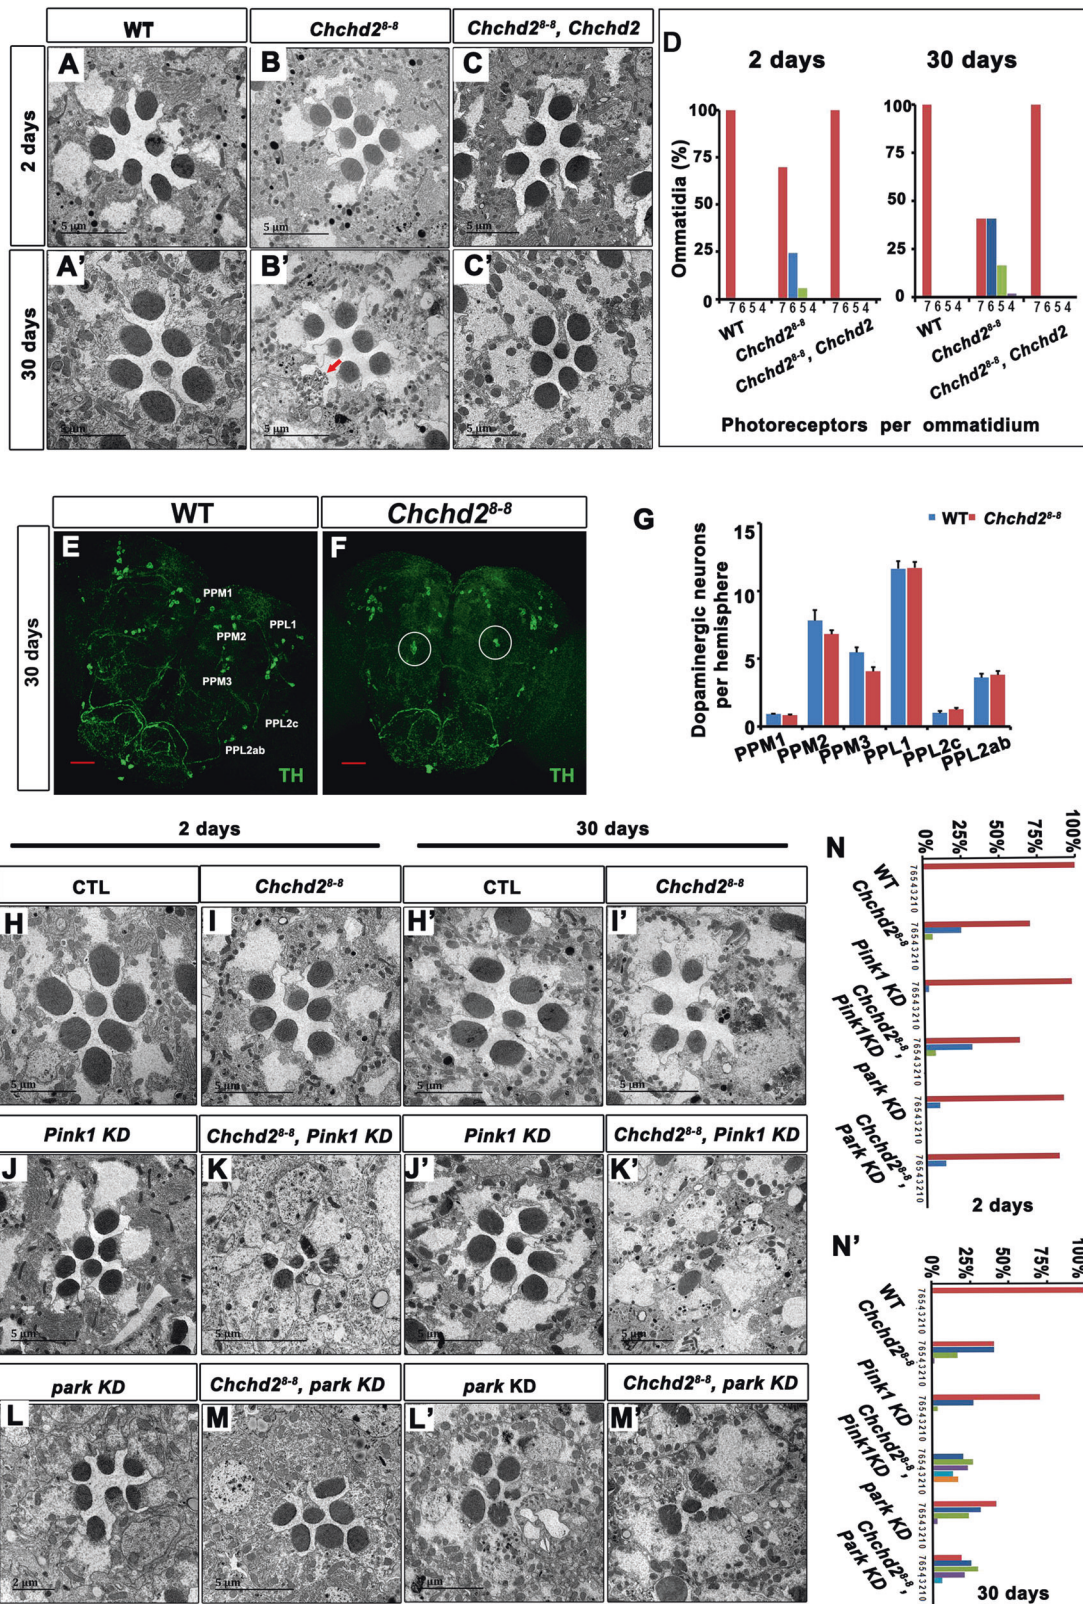 WT
Chchd2⁸⁻⁸
Chchd2⁸⁻⁸, Chchd2
2 days
30 days
A
B
C
5 µm
5 µm
5 µm
A'
B'
C'
5 µm
5 µm
5 µm
D
2 days
30 days
Ommatidia (%)
100
75
50
25
0
7 6 5 4
7 6 5 4
7 6 5 4
WT
Chchd2⁸⁻⁸
Chchd2⁸⁻⁸, Chchd2
100
75
50
25
0
7 6 5 4
7 6 5 4
7 6 5 4
WT
Chchd2⁸⁻⁸
Chchd2⁸⁻⁸, Chchd2
Photoreceptors per ommatidium
WT
Chchd2⁸⁻⁸
30 days
E
PPM1
PPM2
PPL1
PPM3
PPL2c
PPL2ab
TH
F
TH
G
WT
Chchd2⁸⁻⁸
Dopaminergic neurons
per hemisphere
15
10
5
0
PPM1
PPM2
PPM3
PPL1
PPL2c
PPL2ab
2 days
30 days
CTL
Chchd2⁸⁻⁸
CTL
Chchd2⁸⁻⁸
H
I
H'
I'
5 µm
5 µm
5 µm
5 µm
Pink1 KD
Chchd2⁸⁻⁸, Pink1 KD
Pink1 KD
Chchd2⁸⁻⁸, Pink1 KD
J
K
J'
K'
5 µm
5 µm
5 µm
5 µm
park KD
Chchd2⁸⁻⁸, park KD
park KD
Chchd2⁸⁻⁸, park KD
L
M
L'
M'
2 µm
5 µm
µm
5 µm
N
0%
25%
50%
75%
100%
WT
76543210
Chchd2⁸⁻⁸
76543210
Pink1 KD
76543210
Chchd2⁸⁻⁸,
Pink1KD
76543210
park KD
76543210
Chchd2⁸⁻⁸,
Park KD
76543210
2 days
N'
0%
25%
50%
75%
100%
WT
76543210
Chchd2⁸⁻⁸
76543210
Pink1 KD
76543210
Chchd2⁸⁻⁸,
Pink1KD
76543210
park KD
76543210
Chchd2⁸⁻⁸,
Park KD
76543210
30 days